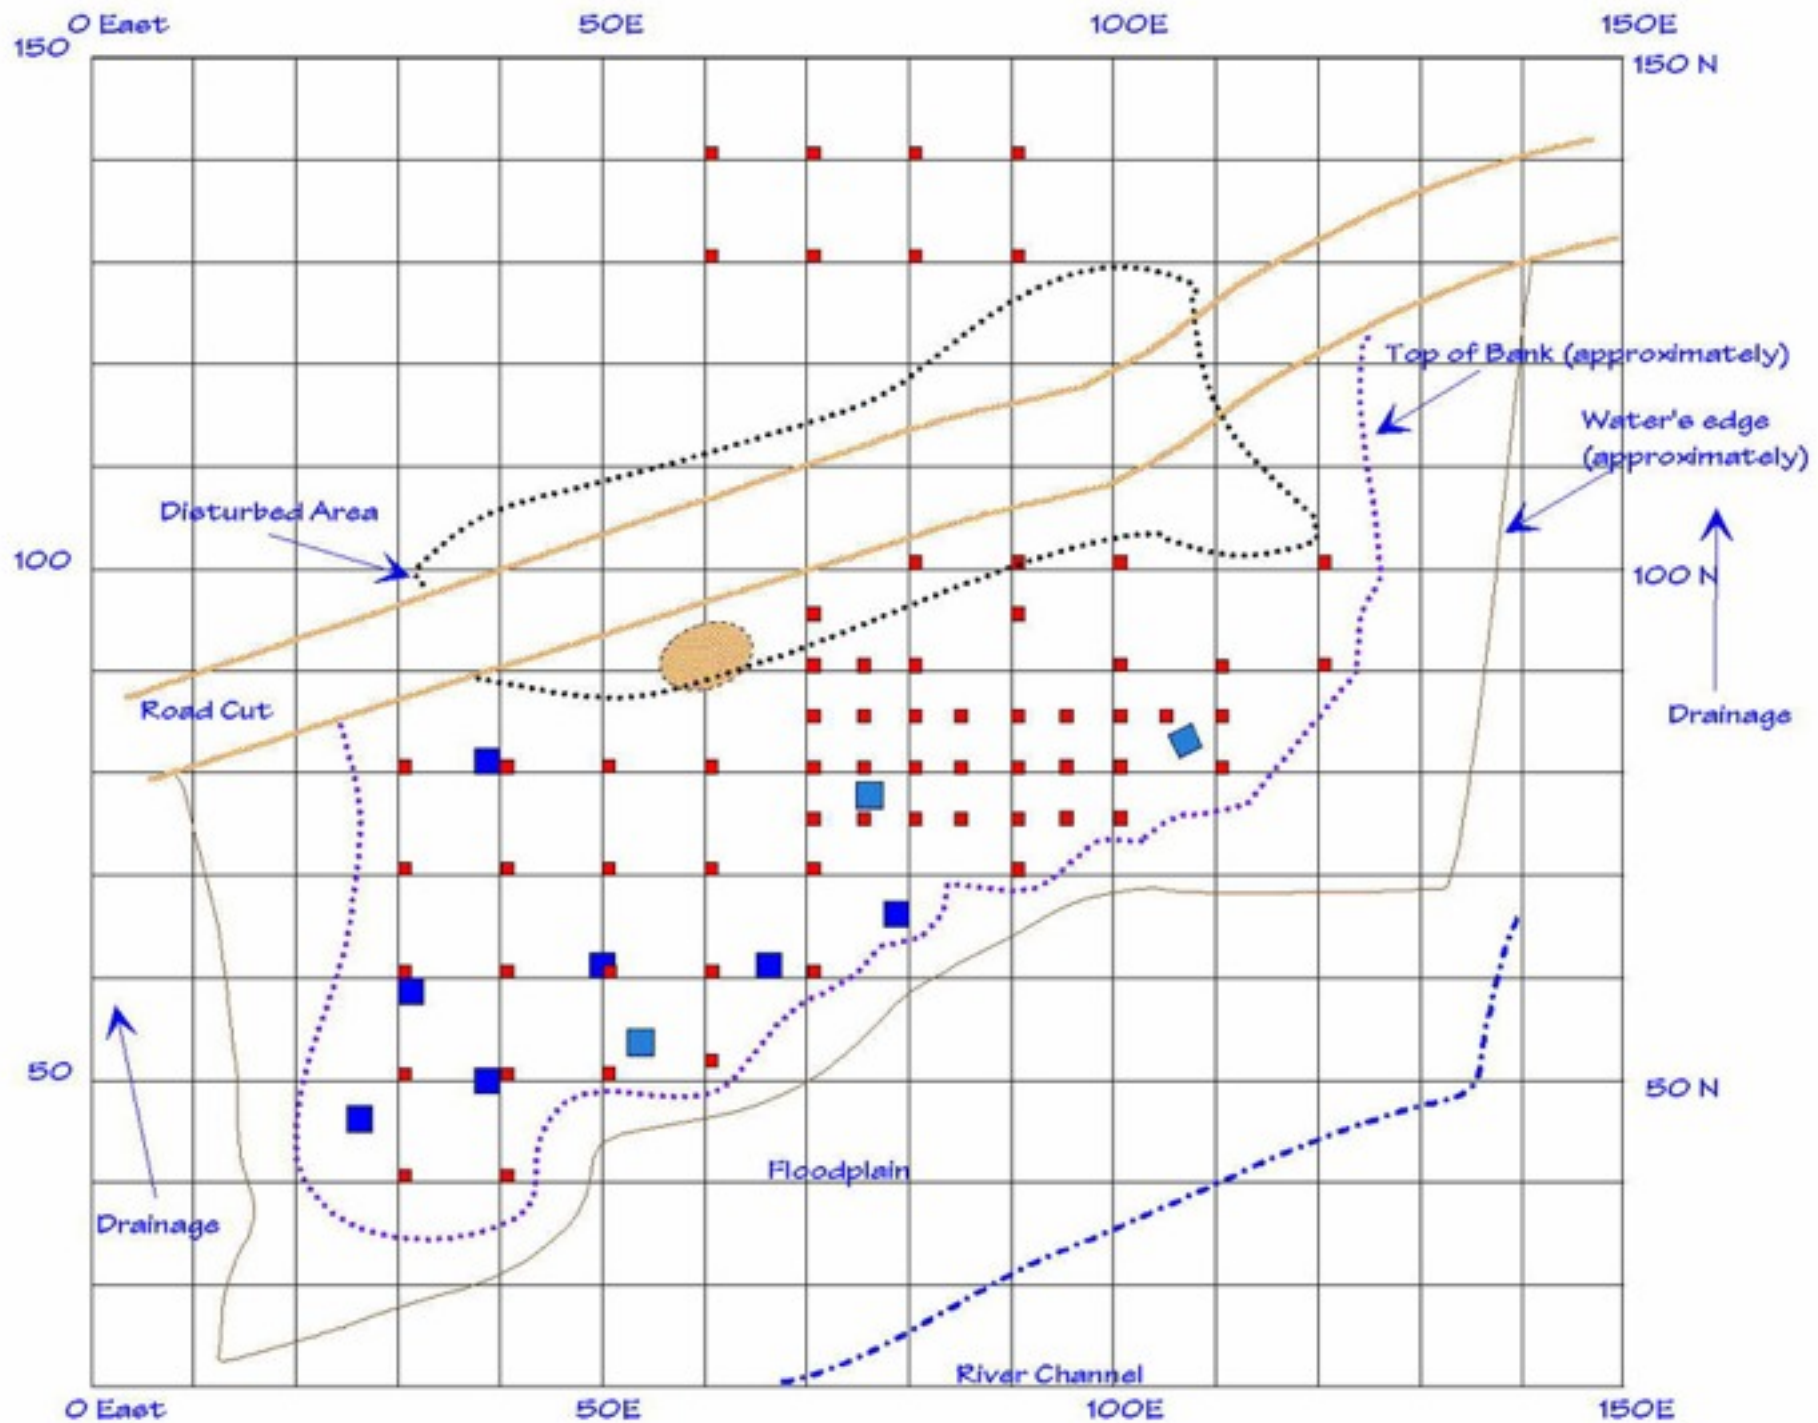 0 East
50E
100E
150E
150
150 N
Top of Bank (approximately)
Water's edge
(approximately)
Disturbed Area
100
100 N
Road Cut
Drainage
50
50 N
Floodplain
Drainage
River Channel
0 East
50E
100E
150E